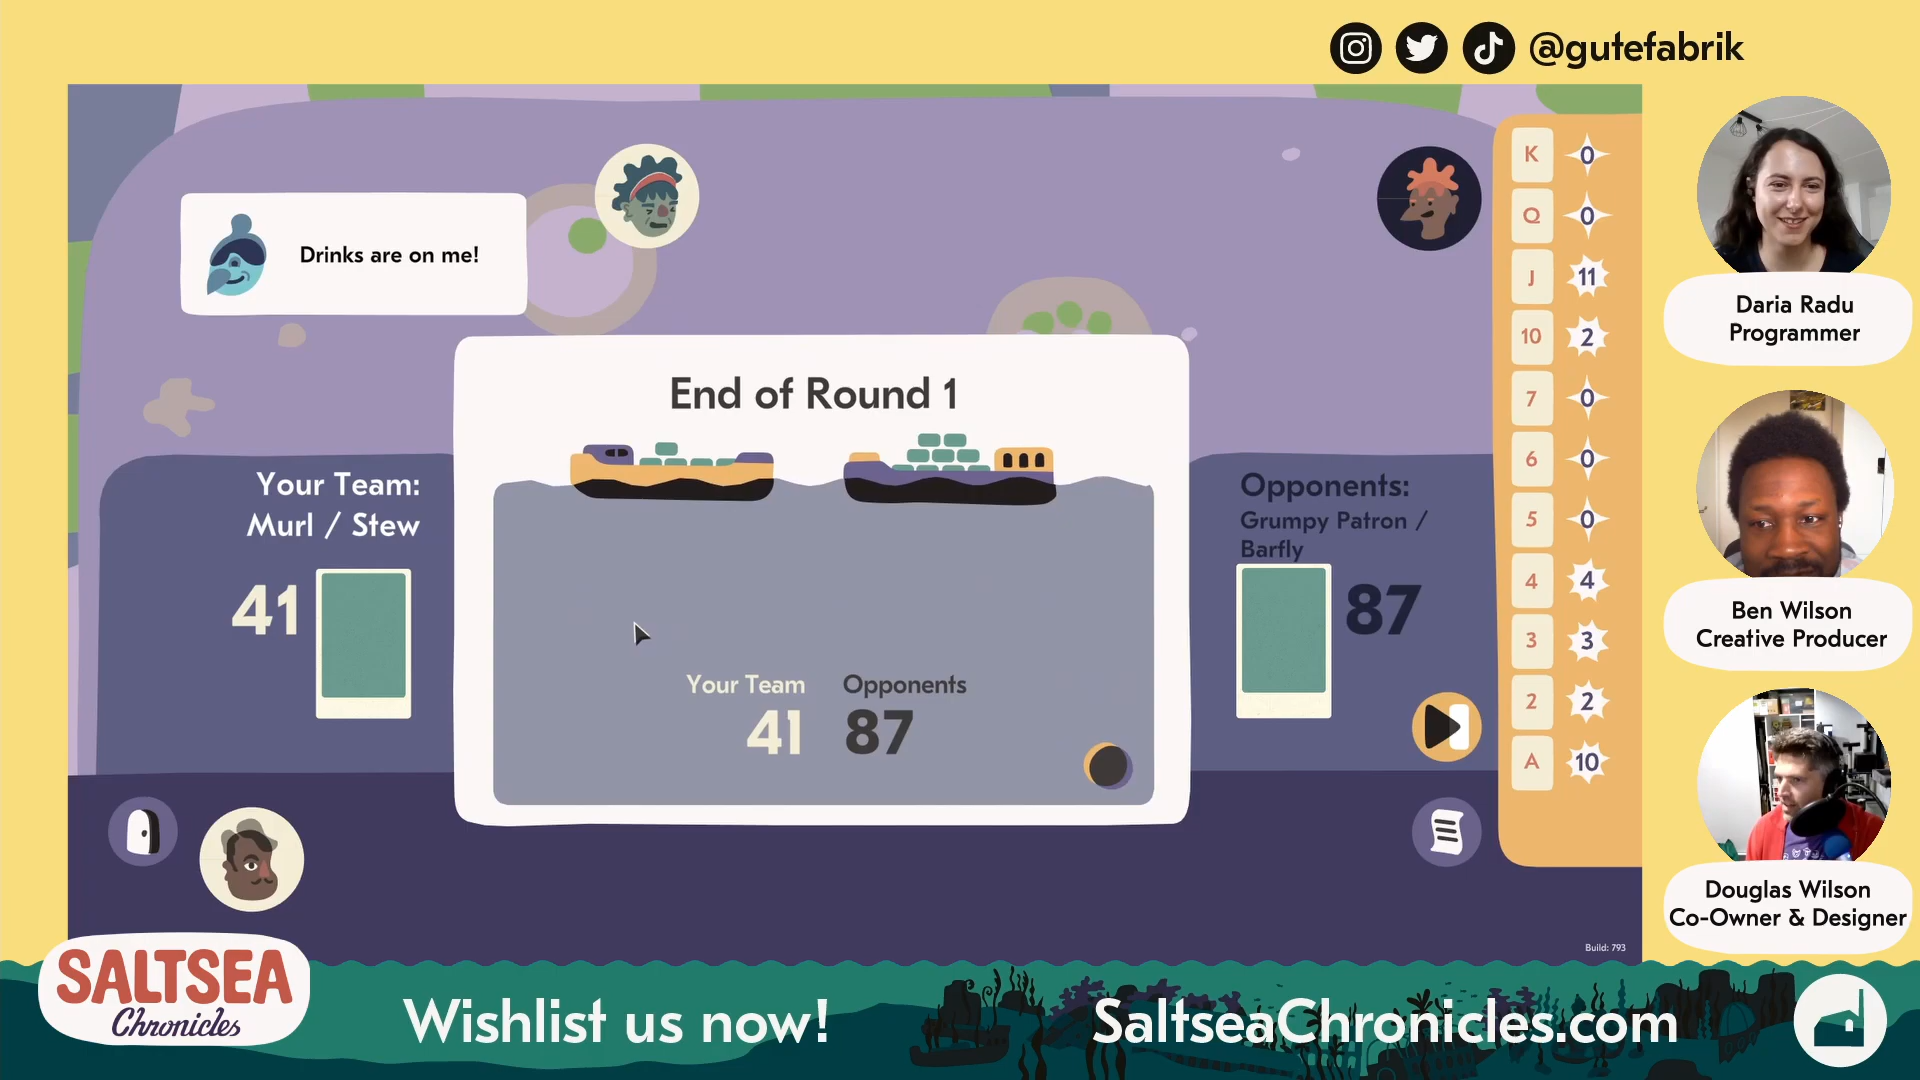 @gutefabrik
Drinks are on me!
End of Round 1
Your Team:
Murl / Stew
41
Your Team
41
Opponents
87
Opponents:
Grumpy Patron /
Barfly
87
K 0
Q 0
J 11
10 2
7 0
6 0
5 0
4 4
3 3
2 2
A 10
Build: 793
Daria Radu
Programmer
Ben Wilson
Creative Producer
Douglas Wilson
Co-Owner & Designer
SALTSEA
Chronicles
Wishlist us now!
SaltseaChronicles.com